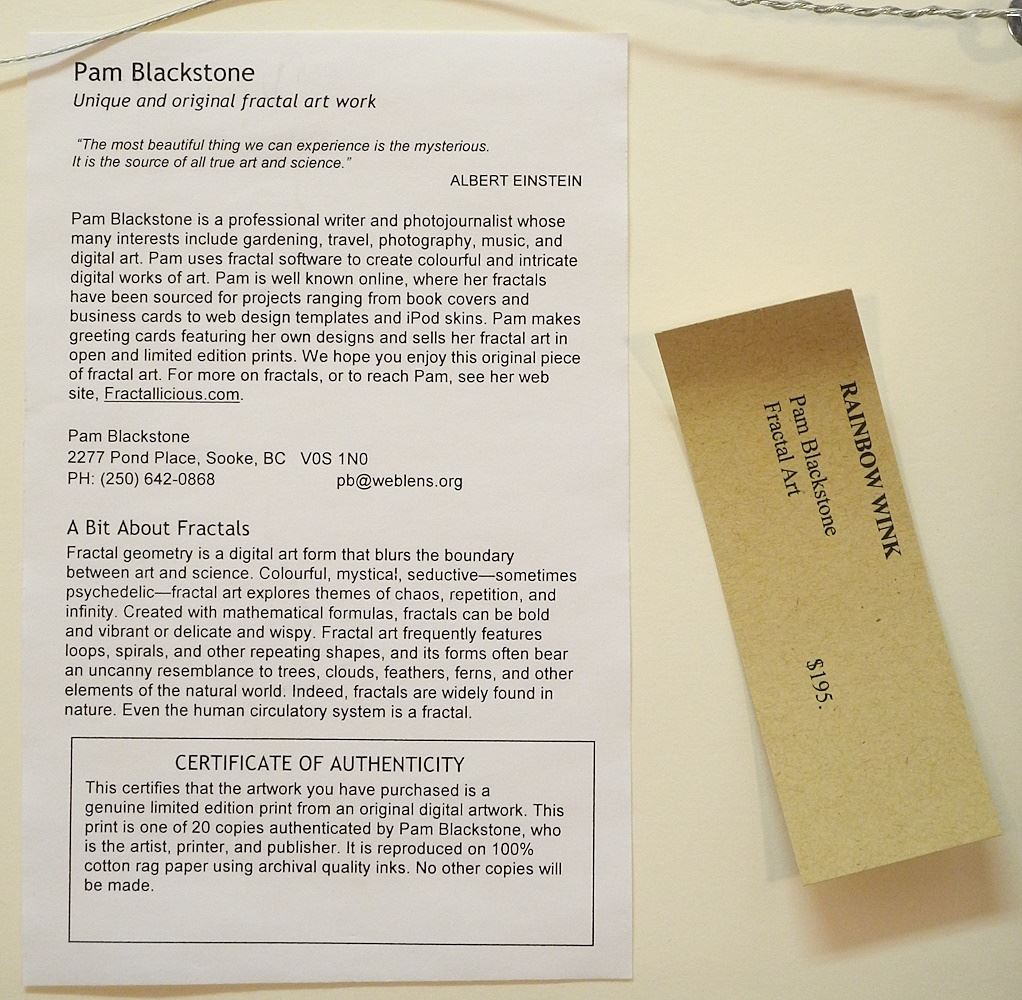 Pam Blackstone
Unique and original fractal art work
"The most beautiful thing we can experience is the mysterious.
It is the source of all true art and science."
ALBERT EINSTEIN
Pam Blackstone is a professional writer and photojournalist whose
many interests include gardening, travel, photography, music, and
digital art. Pam uses fractal software to create colourful and intricate
digital works of art. Pam is well known online, where her fractals
have been sourced for projects ranging from book covers and
business cards to web design templates and iPod skins. Pam makes
greeting cards featuring her own designs and sells her fractal art in
open and limited edition prints. We hope you enjoy this original piece
of fractal art. For more on fractals, or to reach Pam, see her web
site, Fractallicious.com.
Pam Blackstone
2277 Pond Place, Sooke, BC V0S 1N0
PH: (250) 642-0868 pb@weblens.org
A Bit About Fractals
Fractal geometry is a digital art form that blurs the boundary
between art and science. Colourful, mystical, seductive—sometimes
psychedelic—fractal art explores themes of chaos, repetition, and
infinity. Created with mathematical formulas, fractals can be bold
and vibrant or delicate and wispy. Fractal art frequently features
loops, spirals, and other repeating shapes, and its forms often bear
an uncanny resemblance to trees, clouds, feathers, ferns, and other
elements of the natural world. Indeed, fractals are widely found in
nature. Even the human circulatory system is a fractal.
CERTIFICATE OF AUTHENTICITY
This certifies that the artwork you have purchased is a
genuine limited edition print from an original digital artwork. This
print is one of 20 copies authenticated by Pam Blackstone, who
is the artist, printer, and publisher. It is reproduced on 100%
cotton rag paper using archival quality inks. No other copies will
be made.
RAINBOW WINK
Pam Blackstone
Fractal Art
$195.